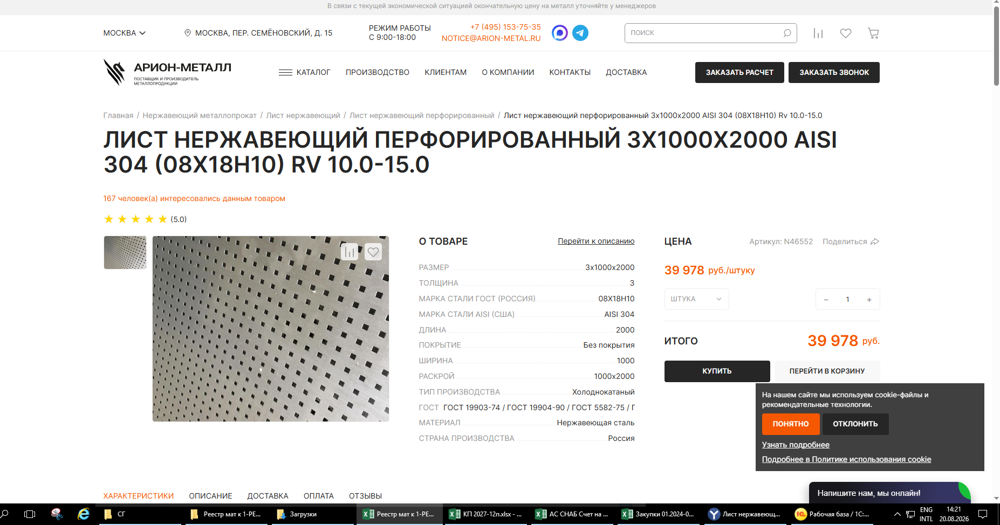 В связи с текущей экономической ситуацией окончательную цену на металл уточняйте у менеджеров
МОСКВА
МОСКВА, ПЕР. СЕМЁНОВСКИЙ, Д. 15
РЕЖИМ РАБОТЫ
С 9:00-18:00
+7 (495) 153-75-35
NOTICE@ARION-METAL.RU
ПОИСК
АРИОН-МЕТАЛЛ
ПОСТАВЩИК И ПРОИЗВОДИТЕЛЬ
МЕТАЛЛОПРОДУКЦИИ
КАТАЛОГ
ПРОИЗВОДСТВО
КЛИЕНТАМ
О КОМПАНИИ
КОНТАКТЫ
ДОСТАВКА
ЗАКАЗАТЬ РАСЧЕТ
ЗАКАЗАТЬ ЗВОНОК
Главная / Нержавеющий металлопрокат / Лист нержавеющий / Лист нержавеющий перфорированный / Лист нержавеющий перфорированный 3х1000х2000 AISI 304 (08Х18Н10) Rv 10.0-15.0
ЛИСТ НЕРЖАВЕЮЩИЙ ПЕРФОРИРОВАННЫЙ 3Х1000Х2000 AISI
304 (08Х18Н10) RV 10.0-15.0
167 человек(а) интересовались данным товаром
(5.0)
О ТОВАРЕ
Перейти к описанию
РАЗМЕР 3х1000х2000
ТОЛЩИНА 3
МАРКА СТАЛИ ГОСТ (РОССИЯ) 08Х18Н10
МАРКА СТАЛИ AISI (США) AISI 304
ДЛИНА 2000
ПОКРЫТИЕ Без покрытия
ШИРИНА 1000
РАСКРОЙ 1000х2000
ТИП ПРОИЗВОДСТВА Холоднокатаный
ГОСТ ГОСТ 19903-74 / ГОСТ 19904-90 / ГОСТ 5582-75 / Г
МАТЕРИАЛ Нержавеющая сталь
СТРАНА ПРОИЗВОДСТВА Россия
ЦЕНА
Артикул: N46552
Поделиться
39 978 руб./штуку
ШТУКА
− 1 +
ИТОГО
39 978 руб.
КУПИТЬ
ПЕРЕЙТИ В КОРЗИНУ
На нашем сайте мы используем cookie-файлы и
рекомендательные технологии.
ПОНЯТНО
ОТКЛОНИТЬ
Узнать подробнее
Подробнее в Политике использования cookie
Напишите нам, мы онлайн!
ХАРАКТЕРИСТИКИ
ОПИСАНИЕ
ДОСТАВКА
ОПЛАТА
ОТЗЫВЫ
СГ
Реестр мат к 1-РЕ...
Загрузки
Реестр мат к 1-РЕ...
КП 2027-12п.xlsx - ...
АС СНАБ Счет на ...
Закупки 01.2024-0...
Лист нержавеющ...
Рабочая база / 1С:...
ENG
INTL
14:21
20.08.2026